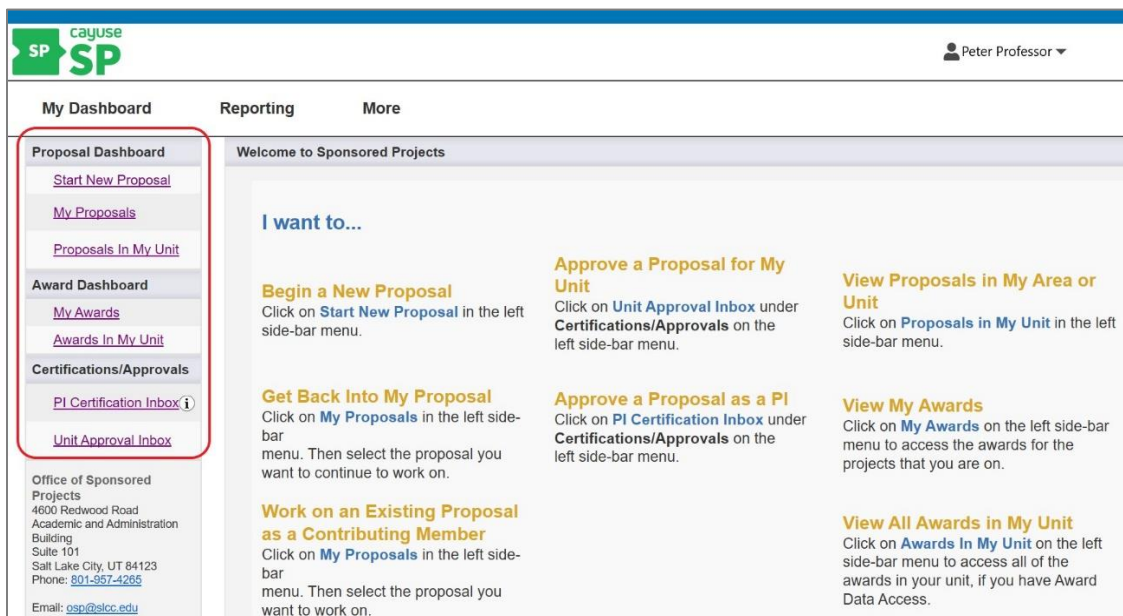 SP
cayuse
SP
Peter Professor
My Dashboard
Reporting
More
Proposal Dashboard
Start New Proposal
My Proposals
Proposals In My Unit
Award Dashboard
My Awards
Awards In My Unit
Certifications/Approvals
PI Certification Inbox i
Unit Approval Inbox
Office of Sponsored
Projects
4600 Redwood Road
Academic and Administration
Building
Suite 101
Salt Lake City, UT 84123
Phone: 801-957-4265
Email: osp@slcc.edu
Welcome to Sponsored Projects
I want to...
Begin a New Proposal
Click on Start New Proposal in the left
side-bar menu.
Get Back Into My Proposal
Click on My Proposals in the left side-
bar
menu. Then select the proposal you
want to continue to work on.
Work on an Existing Proposal
as a Contributing Member
Click on My Proposals in the left side-
bar
menu. Then select the proposal you
want to work on.
Approve a Proposal for My
Unit
Click on Unit Approval Inbox under
Certifications/Approvals on the
left side-bar menu.
Approve a Proposal as a PI
Click on PI Certification Inbox under
Certifications/Approvals on the
left side-bar menu.
View Proposals in My Area or
Unit
Click on Proposals in My Unit in the left
side-bar menu.
View My Awards
Click on My Awards on the left side-bar
menu to access the awards for the
projects that you are on.
View All Awards in My Unit
Click on Awards In My Unit on the left
side-bar menu to access all of the
awards in your unit, if you have Award
Data Access.